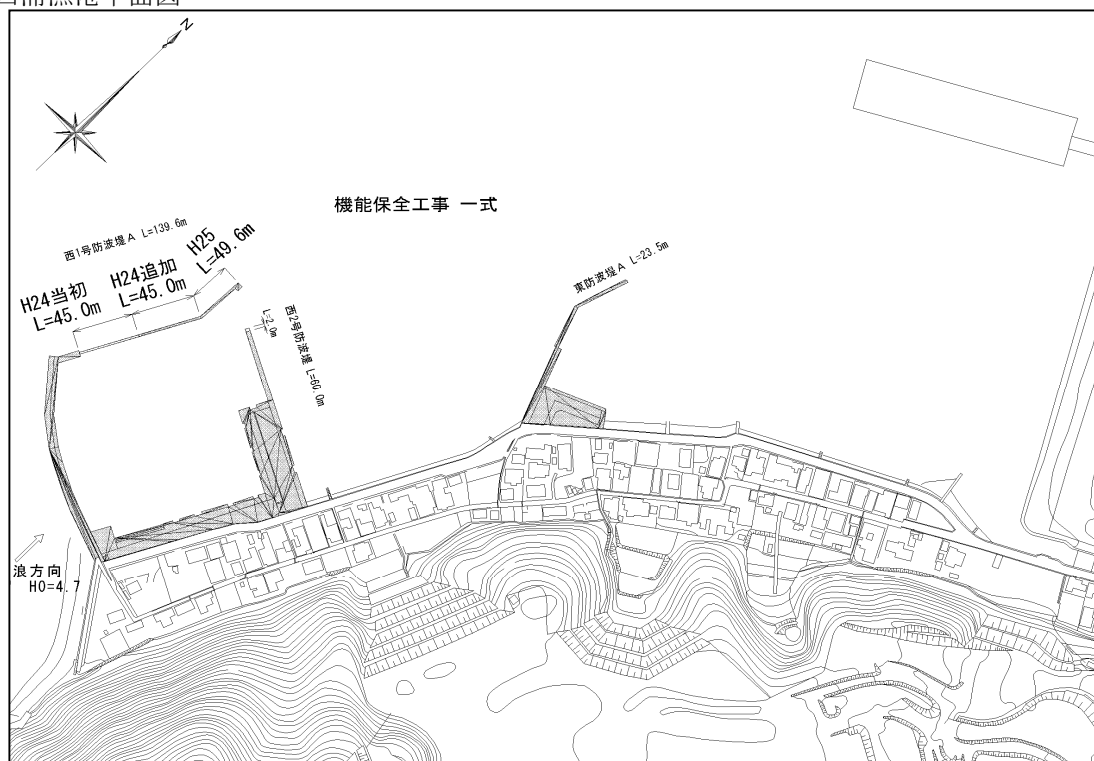 N
機能保全工事 一式
西1号防波堤A L=139.6m
H24当初
L=45.0m
H24追加
L=45.0m
H25
L=49.6m
西2号防波堤 L=60.0m
L=2.0m
東防波堤A L=23.5m
浪方向
H0=4.7